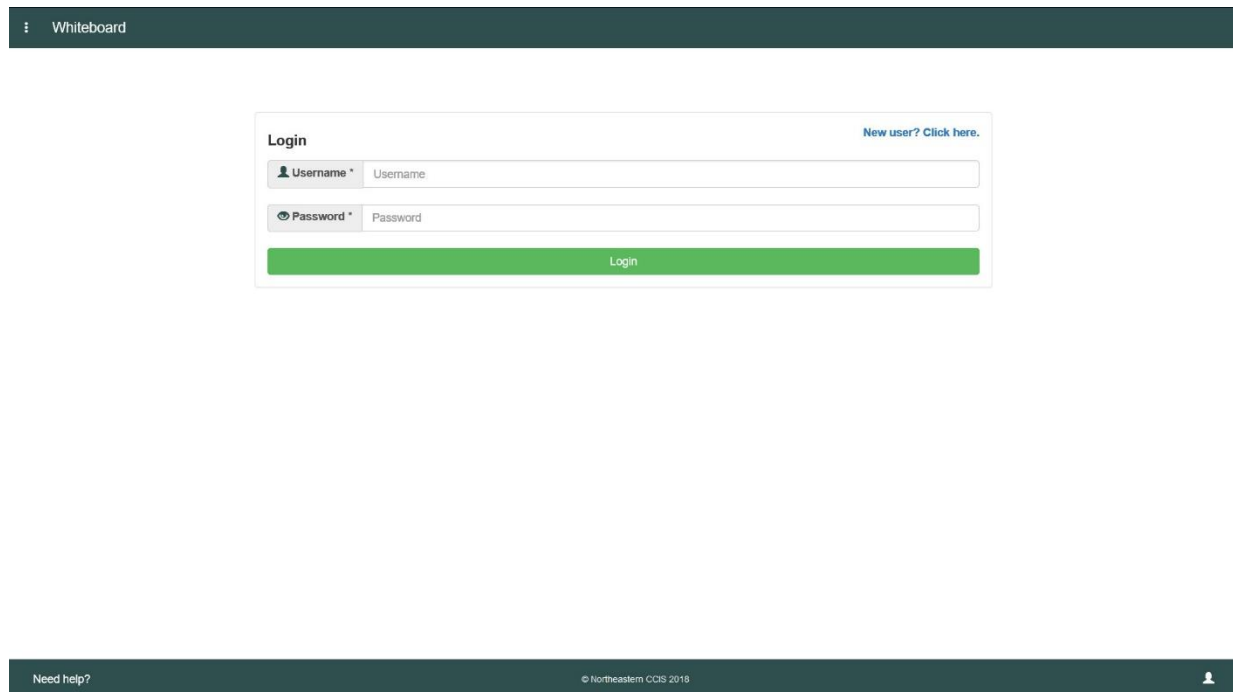 Whiteboard
Login
New user? Click here.
Username *
Username
Password *
Password
Login
Need help?
© Northeastern CCIS 2018